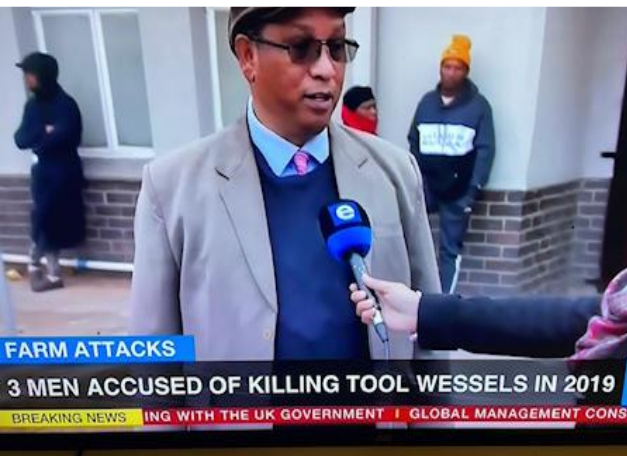 e
FARM ATTACKS
3 MEN ACCUSED OF KILLING TOOL WESSELS IN 2019
BREAKING NEWS ING WITH THE UK GOVERNMENT I GLOBAL MANAGEMENT CONS